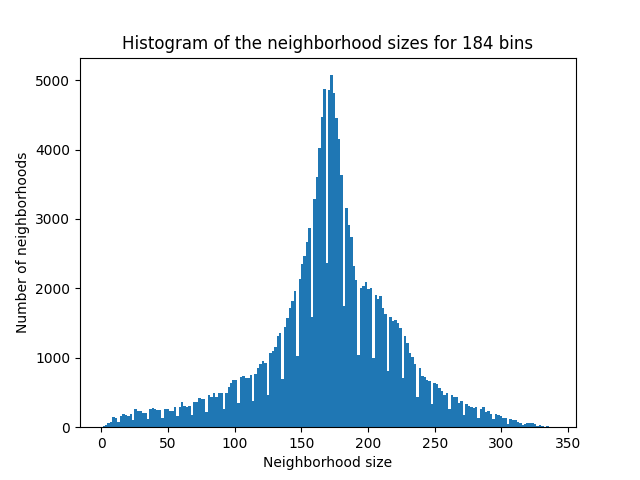 Histogram of the neighborhood sizes for 184 bins
Number of neighborhoods
5000
4000
3000
2000
1000
0
0 50 100 150 200 250 300 350
Neighborhood size